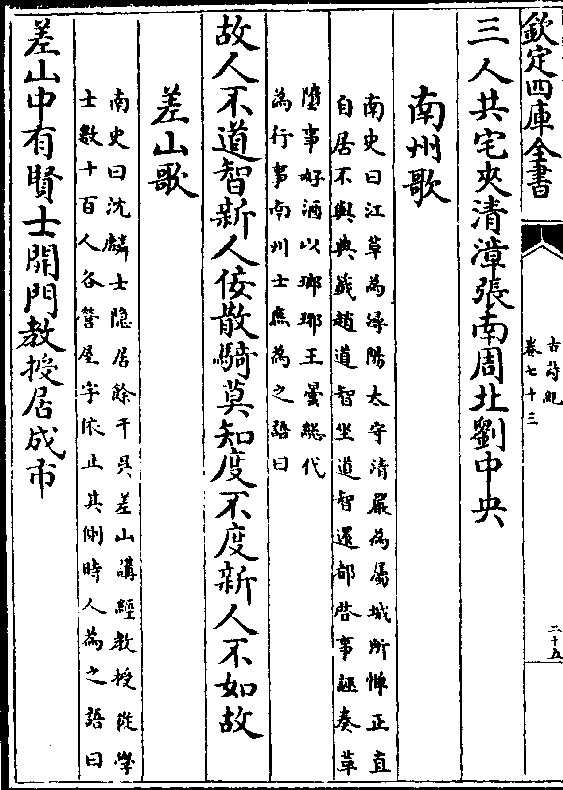 欽定四庫全書
古詩紀
卷七十三
二十五
三人共宅夾清漳張南周北劉中央
南州歌
南史曰江革為潯陽太守清嚴為屬城所憚正直
自居不與典籖趙道智坐道智還都啓事誣奏革
隳事好酒以瑯琊王曇聰代
為行事南州士庶為之語曰
故人不道智新人佞散騎莫知度不度新人不如故
差山歌
南史曰沈麟士隱居餘干吳差山講經教授從學
士數十百人各營屋宇依止其側時人為之語曰
差山中有賢士開門教授居成市